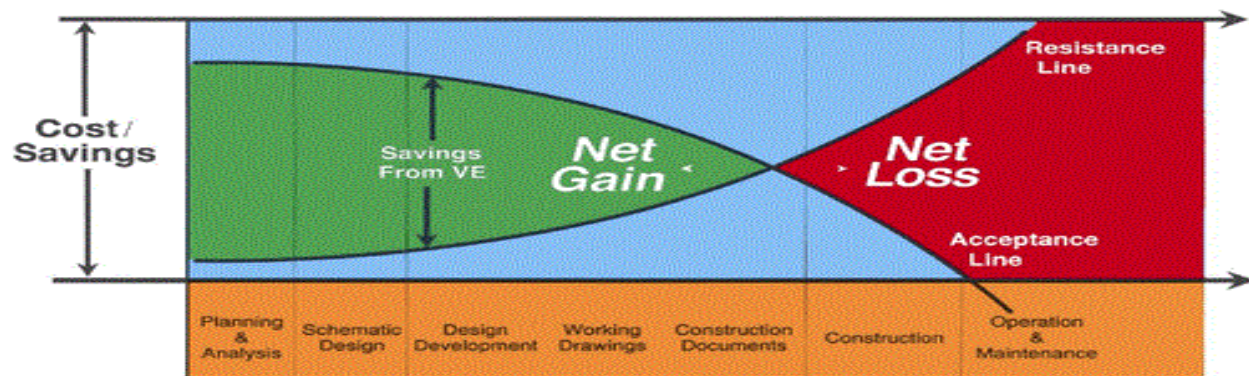 Cost/
Savings
Savings
From VE
Net
Gain
Net
Loss
Resistance
Line
Acceptance
Line
Planning
&
Analysis
Schematic
Design
Design
Development
Working
Drawings
Construction
Documents
Construction
Operation
&
Maintenance